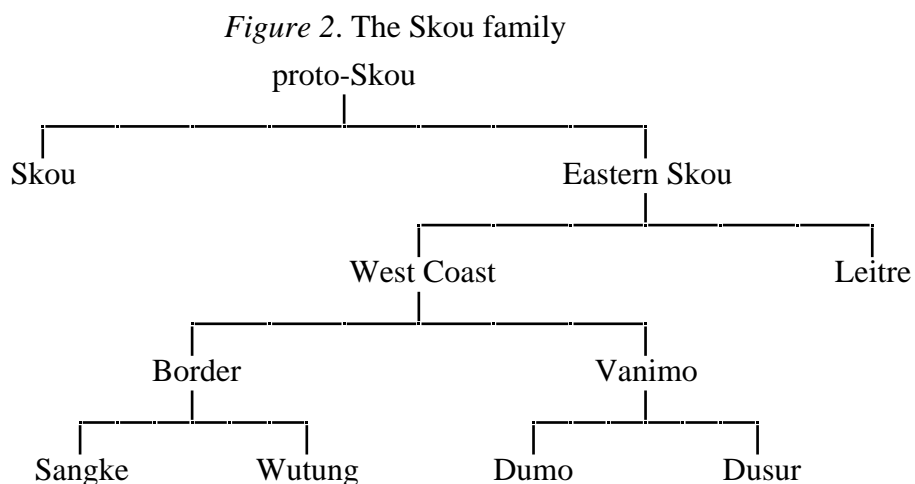 Figure 2. The Skou family
proto-Skou
Skou Eastern Skou
West Coast Leitre
Border Vanimo
Sangke Wutung Dumo Dusur